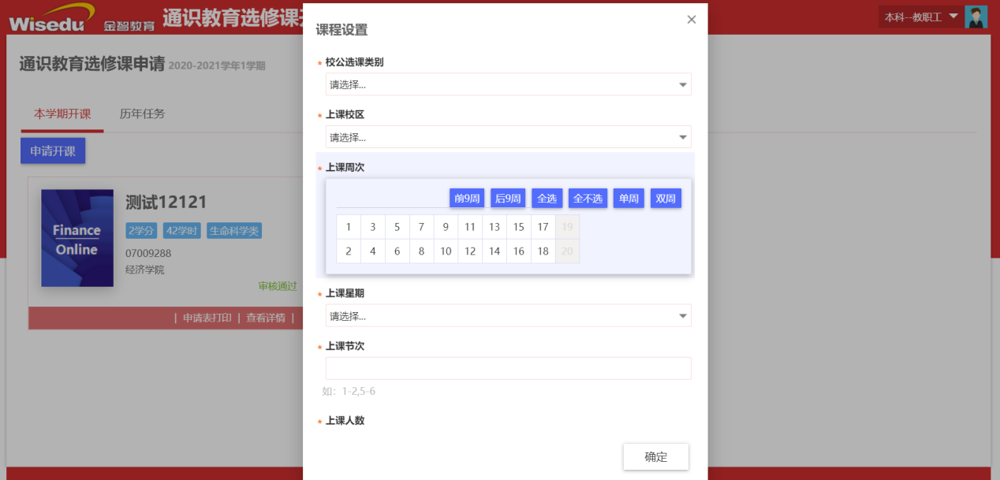 Wisedu 金智教育 通识教育选修课
本科--教职工
通识教育选修课申请 2020-2021学年1学期
本学期开课 历年任务
申请开课
Finance
Online
测试12121
2学分 42学时 生命科学类
07009288
经济学院
审核通过
| 申请表打印 | 查看详情 |
课程设置
×
* 校公选课类别
请选择...
* 上课校区
请选择...
* 上课周次
前9周 后9周 全选 全不选 单周 双周
1 3 5 7 9 11 13 15 17 19
2 4 6 8 10 12 14 16 18 20
* 上课星期
请选择...
* 上课节次
如：1-2,5-6
* 上课人数
确定